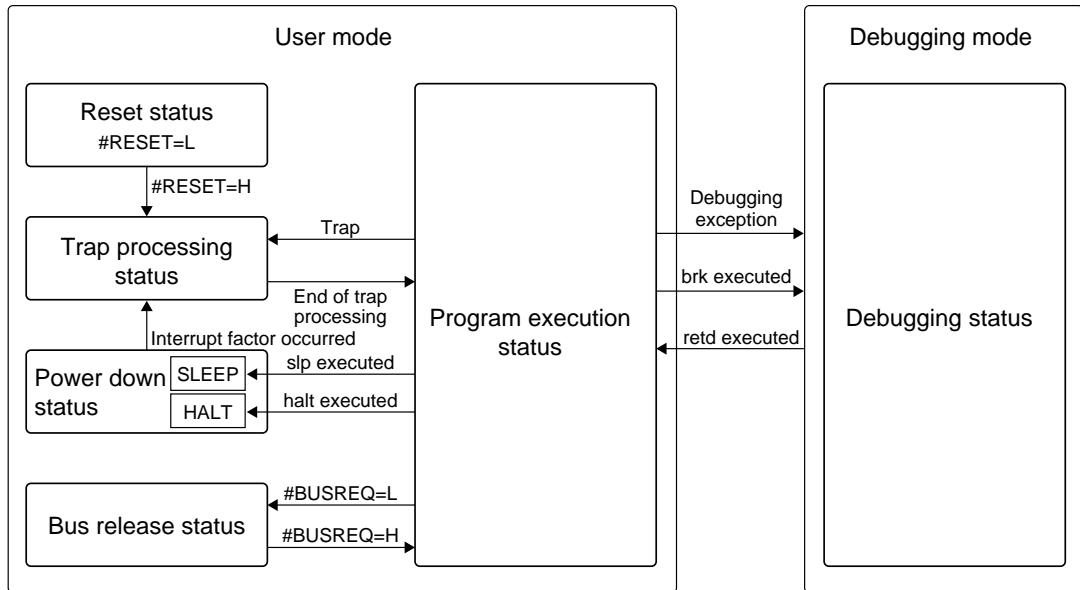 User mode
Debugging mode
Reset status
#RESET=L
#RESET=H
Trap processing
status
Trap
End of trap
processing
Interrupt factor occurred
Power down
status
SLEEP
HALT
slp executed
halt executed
Bus release status
#BUSREQ=L
#BUSREQ=H
Program execution
status
Debugging
exception
brk executed
retd executed
Debugging status